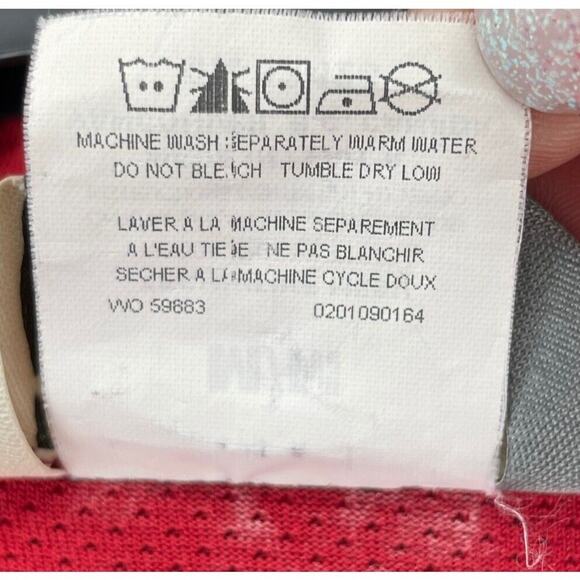 MACHINE WASH SEPARATELY WARM WATER
DO NOT BLEACH TUMBLE DRY LOW
LAVER A LA MACHINE SEPAREMENT
A L'EAU TIEDE NE PAS BLANCHIR
SECHER A LA MACHINE CYCLE DOUX
WO 59883 0201090164